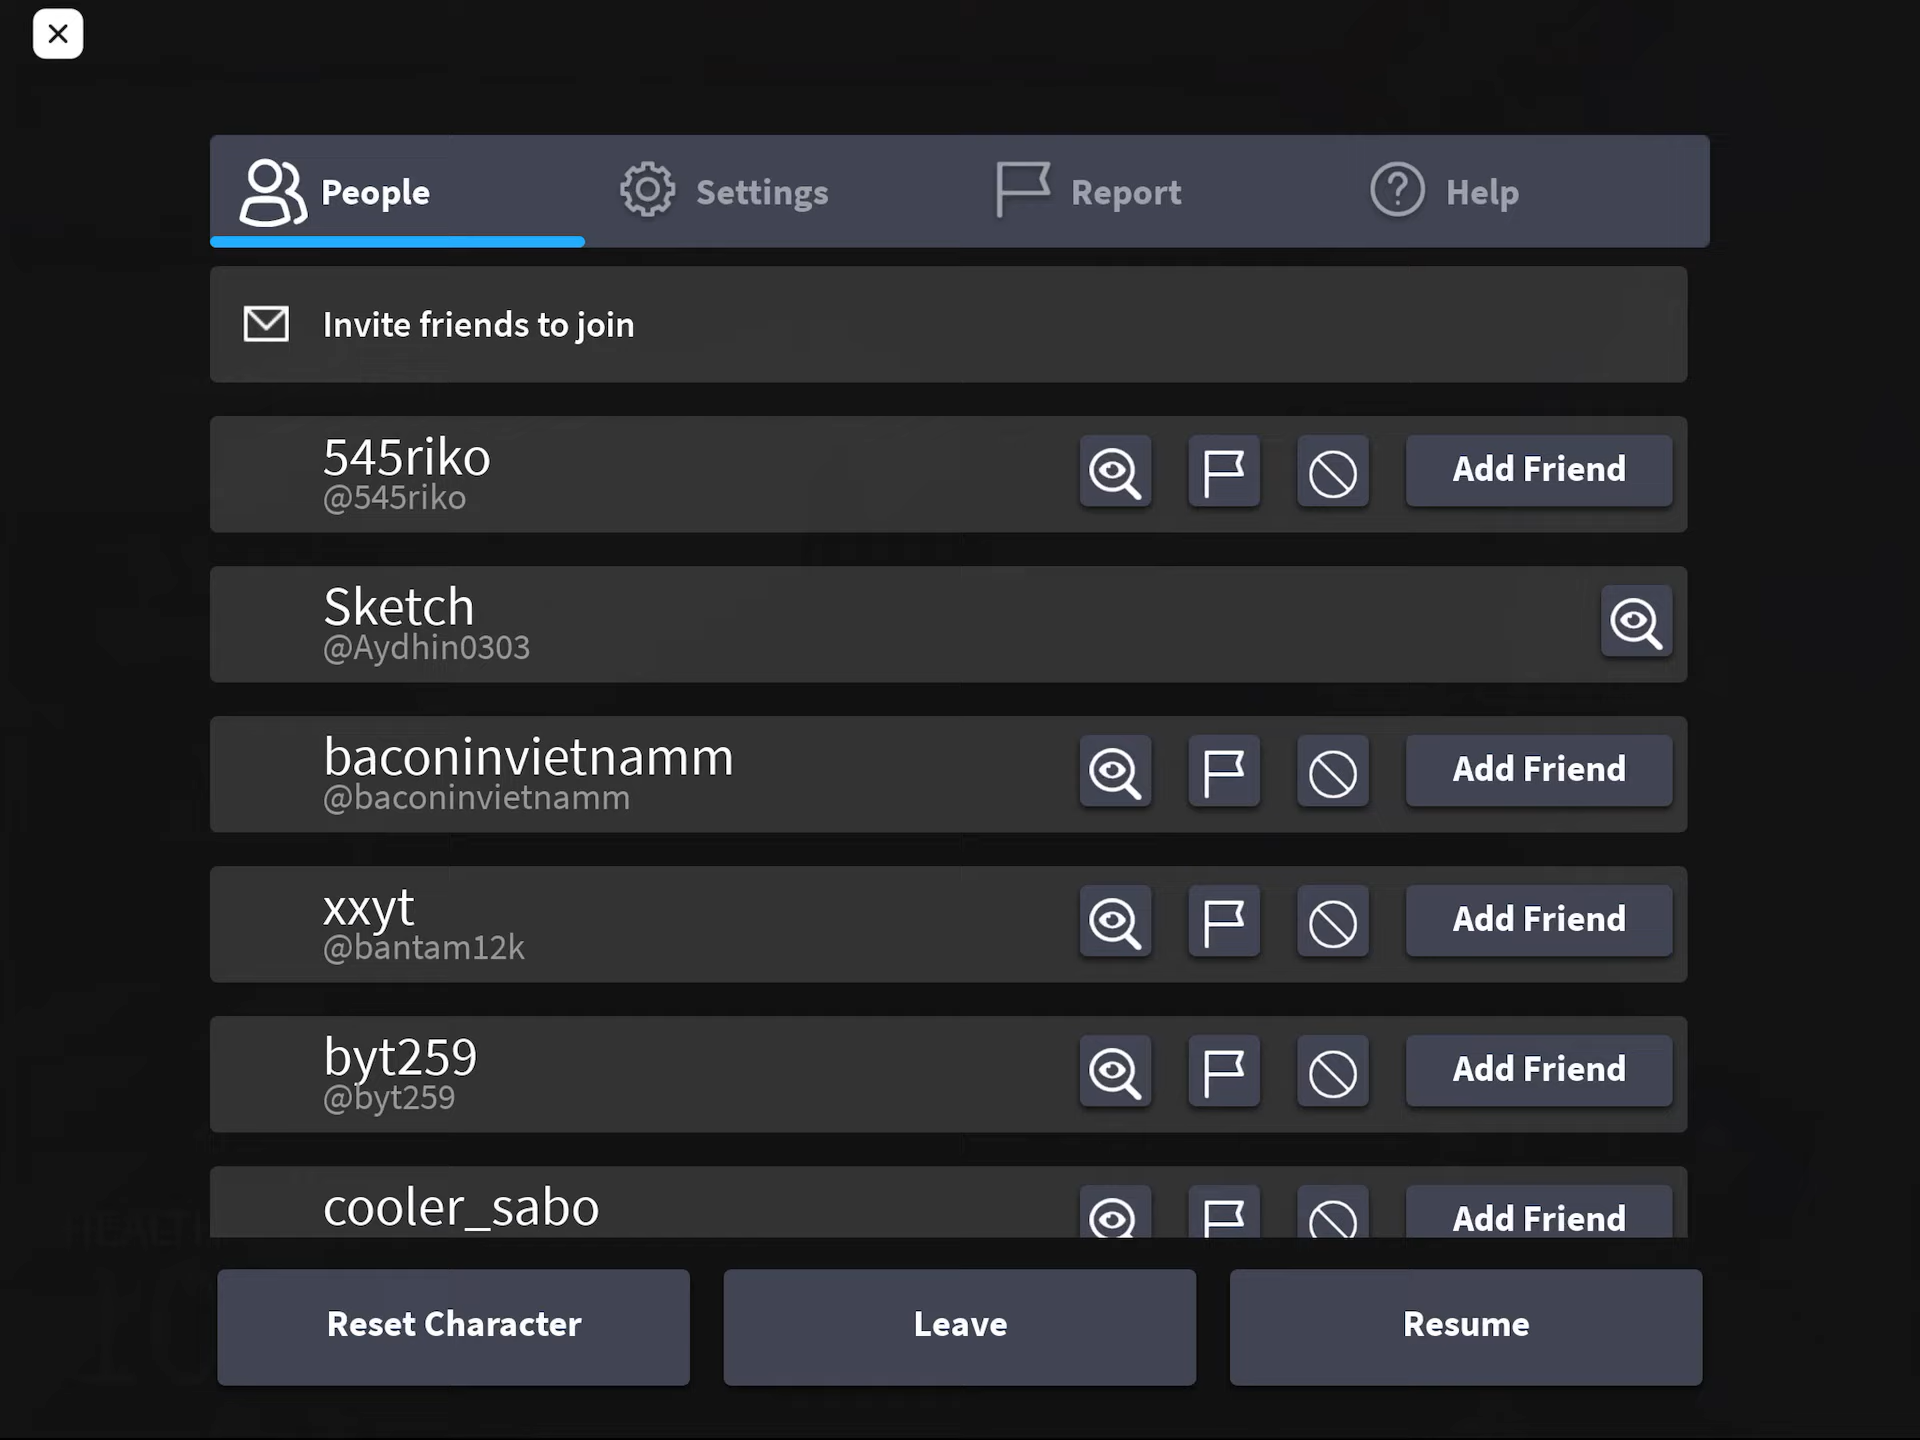 People
Settings
Report
Help
Invite friends to join
545riko
@545riko
Add Friend
Sketch
@Aydhin0303
baconinvietnamm
@baconinvietnamm
Add Friend
xxyt
@bantam12k
Add Friend
byt259
@byt259
Add Friend
cooler_sabo
Add Friend
HEALTH
Reset Character
Leave
Resume